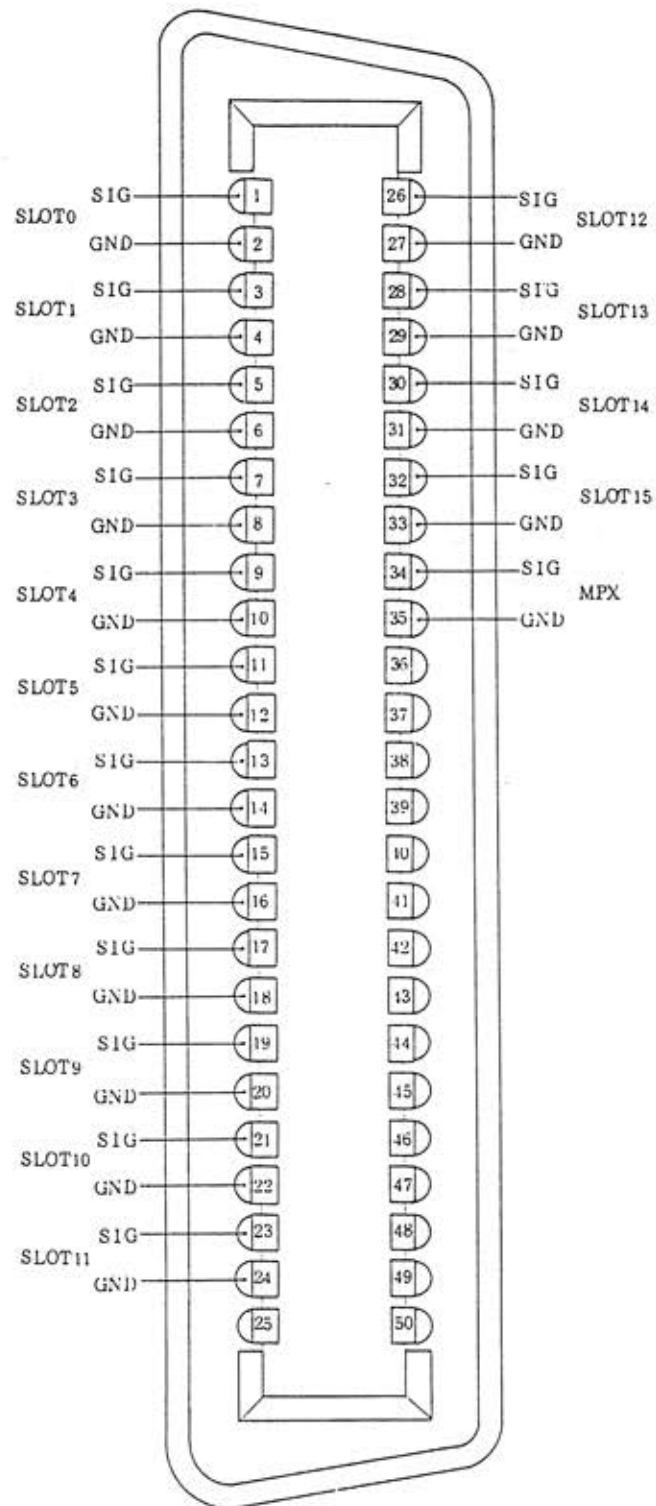 SIG 1 26 SIG
SLOT0 SLOT12
GND 2 27 GND
SIG 3 28 SIG
SLOT1 SLOT13
GND 4 29 GND
SIG 5 30 SIG
SLOT2 SLOT14
GND 6 31 GND
SIG 7 32 SIG
SLOT3 SLOT15
GND 8 33 GND
SIG 9 34 SIG
SLOT4 MPX
GND 10 35 GND
SIG 11 36
SLOT5
GND 12 37
SIG 13 38
SLOT6
GND 14 39
SIG 15 40
SLOT7
GND 16 41
SIG 17 42
SLOT8
GND 18 43
SIG 19 44
SLOT9
GND 20 45
SIG 21 46
SLOT10
GND 22 47
SIG 23 48
SLOT11
GND 24 49
25 50